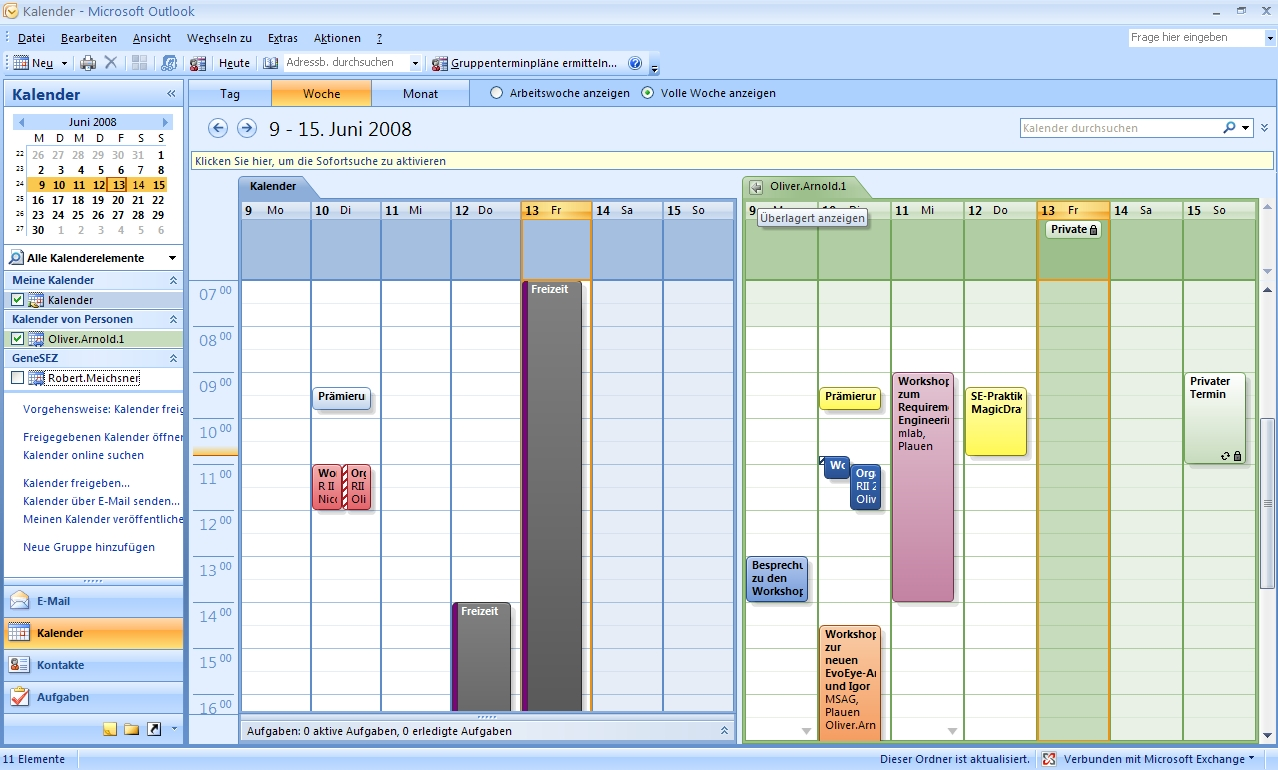 Kalender - Microsoft Outlook
Datei Bearbeiten Ansicht Wechseln zu Extras Aktionen ?
Frage hier eingeben
Neu Heute Adressb. durchsuchen Gruppenterminpläne ermitteln...
Kalender «
Juni 2008
M D M D F S S
22 26 27 28 29 30 31 1
23 2 3 4 5 6 7 8
24 9 10 11 12 13 14 15
25 16 17 18 19 20 21 22
26 23 24 25 26 27 28 29
27 30 1 2 3 4 5 6
Alle Kalenderelemente
Meine Kalender
Kalender
Kalender von Personen
Oliver.Arnold.1
GeneSEZ
Robert.Meichsner
Vorgehensweise: Kalender freig
Freigegebenen Kalender öffner
Kalender online suchen
Kalender freigeben...
Kalender über E-Mail senden...
Meinen Kalender veröffentliche
Neue Gruppe hinzufügen
E-Mail
Kalender
Kontakte
Aufgaben
Tag Woche Monat Arbeitswoche anzeigen Volle Woche anzeigen
9 - 15. Juni 2008
Kalender durchsuchen
Klicken Sie hier, um die Sofortsuche zu aktivieren
Kalender
9 Mo 10 Di 11 Mi 12 Do 13 Fr 14 Sa 15 So
07 00
08 00
09 00
10 00
11 00
12 00
13 00
14 00
15 00
16 00
Freizeit
Prämieru
Wo
R II
Nico
Org
RII
Oli
Freizeit
Aufgaben: 0 aktive Aufgaben, 0 erledigte Aufgaben
Oliver.Arnold.1
9 11 Mi 12 Do 13 Fr 14 Sa 15 So
Überlagert anzeigen
Private
Workshop
zum
Requirem
Engineerin
mlab,
Plauen
Prämierun
SE-Praktik
MagicDra
Privater
Termin
Wo
Org
RII 2
Oliv
Besprechu
zu den
Workshop
Workshop
zur
neuen
EvoEye-Ar
und Igor
MSAG,
Plauen
Oliver.Arn
11 Elemente
Dieser Ordner ist aktualisiert. Verbunden mit Microsoft Exchange